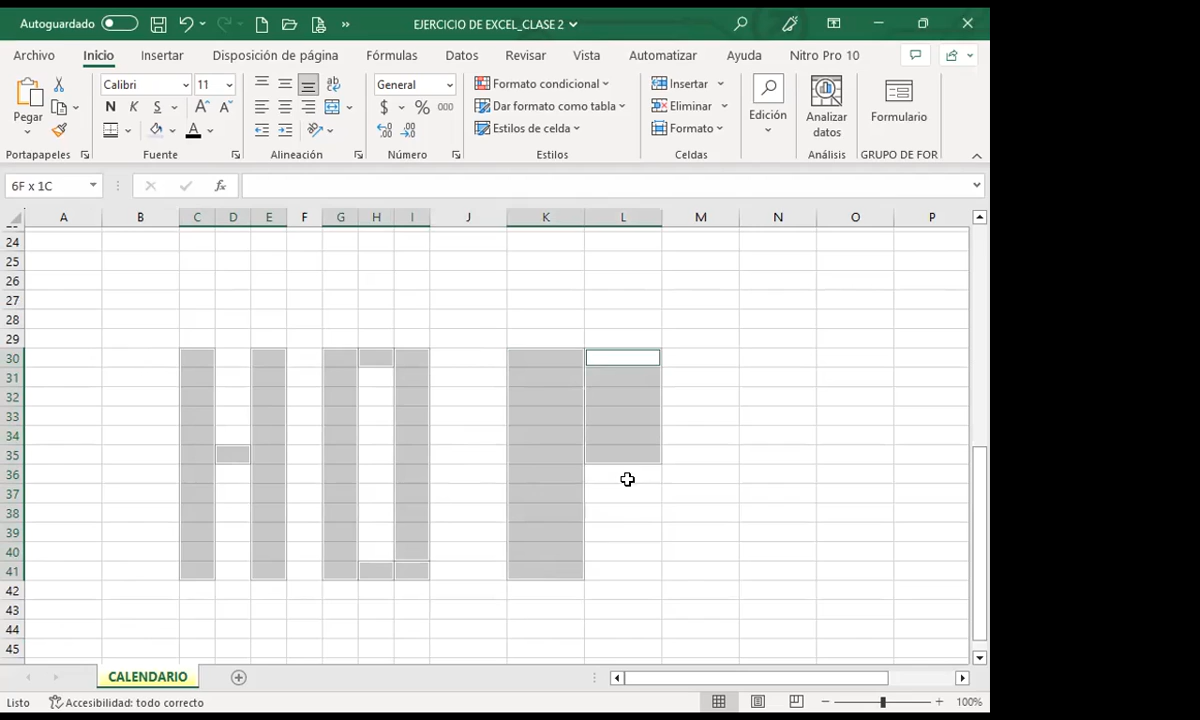 Autoguardado EJERCICIO DE EXCEL_CLASE 2
Archivo Inicio Insertar Disposición de página Fórmulas Datos Revisar Vista Automatizar Ayuda Nitro Pro 10
Pegar Calibri 11 General Formato condicional Insertar Edición Analizar datos Formulario
N K S $ % 000 Dar formato como tabla Eliminar
A Estilos de celda Formato
Portapapeles Fuente Alineación Número Estilos Celdas Análisis GRUPO DE FOR
6F x 1C fx
A B C D E F G H I J K L M N O P
24
25
26
27
28
29
30
31
32
33
34
35
36
37
38
39
40
41
42
43
44
45
CALENDARIO
Listo Accesibilidad: todo correcto 100%